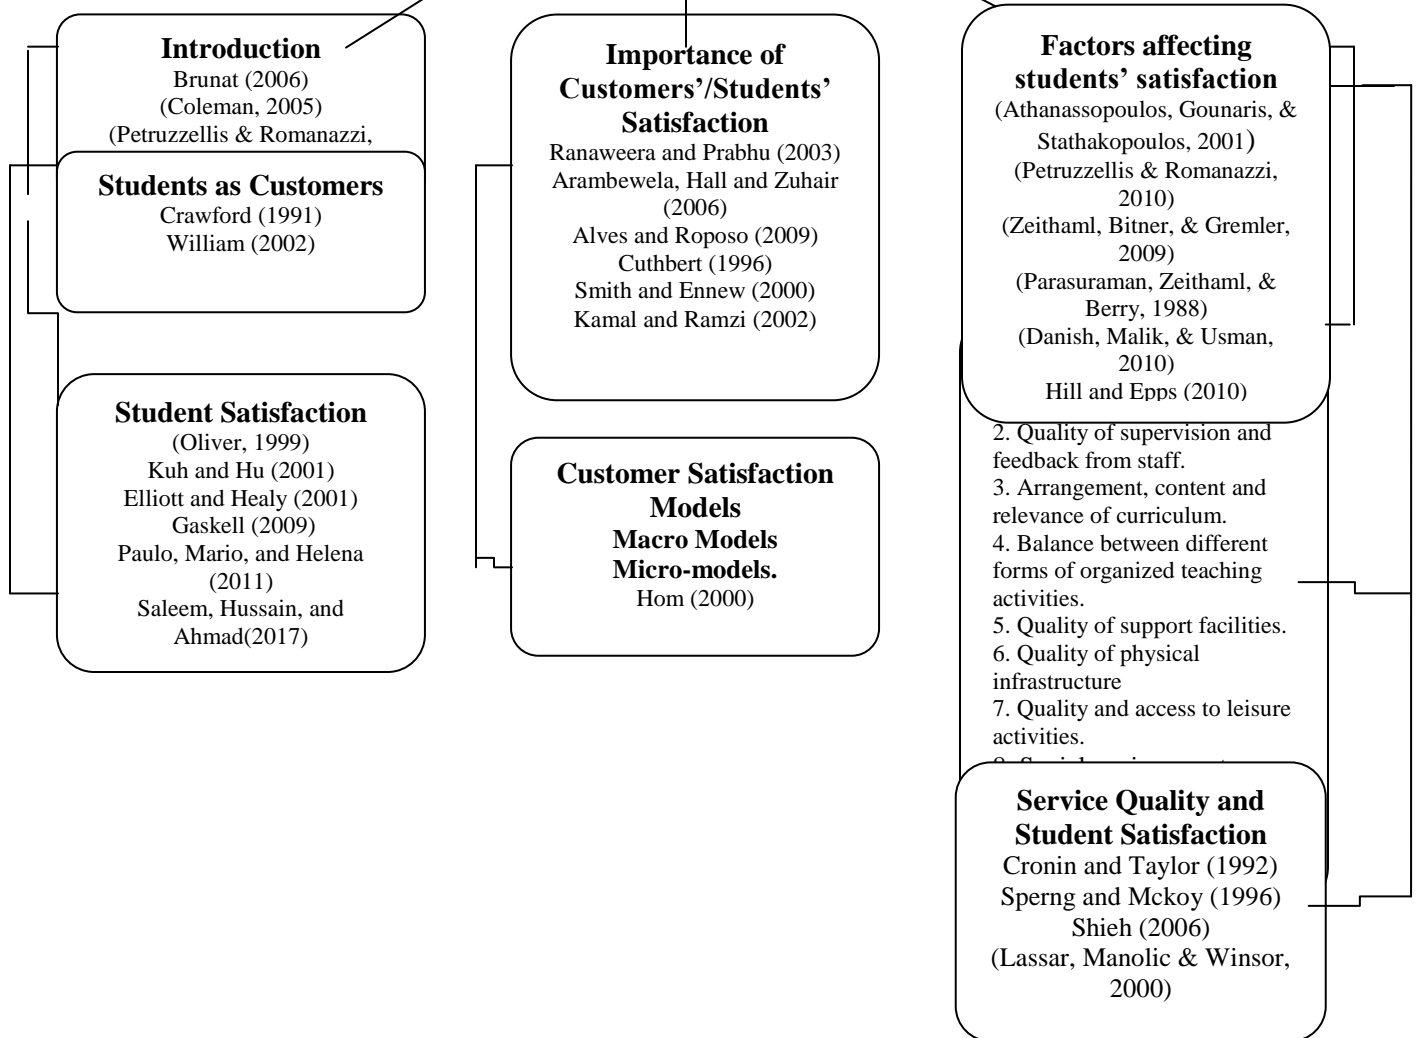 Introduction
Brunat (2006)
(Coleman, 2005)
(Petruzzellis & Romanazzi,
Students as Customers
Crawford (1991)
William (2002)
Student Satisfaction
(Oliver, 1999)
Kuh and Hu (2001)
Elliott and Healy (2001)
Gaskell (2009)
Paulo, Mario, and Helena
(2011)
Saleem, Hussain, and
Ahmad(2017)
Importance of
Customers’/Students’
Satisfaction
Ranaweera and Prabhu (2003)
Arambewela, Hall and Zuhair
(2006)
Alves and Roposo (2009)
Cuthbert (1996)
Smith and Ennew (2000)
Kamal and Ramzi (2002)
Customer Satisfaction
Models
Macro Models
Micro-models.
Hom (2000)
Factors affecting
students’ satisfaction
(Athanassopoulos, Gounaris, &
Stathakopoulos, 2001)
(Petruzzellis & Romanazzi,
2010)
(Zeithaml, Bitner, & Gremler,
2009)
(Parasuraman, Zeithaml, &
Berry, 1988)
(Danish, Malik, & Usman,
2010)
Hill and Epps (2010)
2. Quality of supervision and
feedback from staff.
3. Arrangement, content and
relevance of curriculum.
4. Balance between different
forms of organized teaching
activities.
5. Quality of support facilities.
6. Quality of physical
infrastructure
7. Quality and access to leisure
activities.
Service Quality and
Student Satisfaction
Cronin and Taylor (1992)
Sperng and Mckoy (1996)
Shieh (2006)
(Lassar, Manolic & Winsor,
2000)